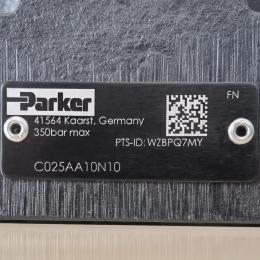 Parker
FN
41564 Kaarst, Germany
350bar max
PTS-ID: WZBPQ7MY
C025AA10N10